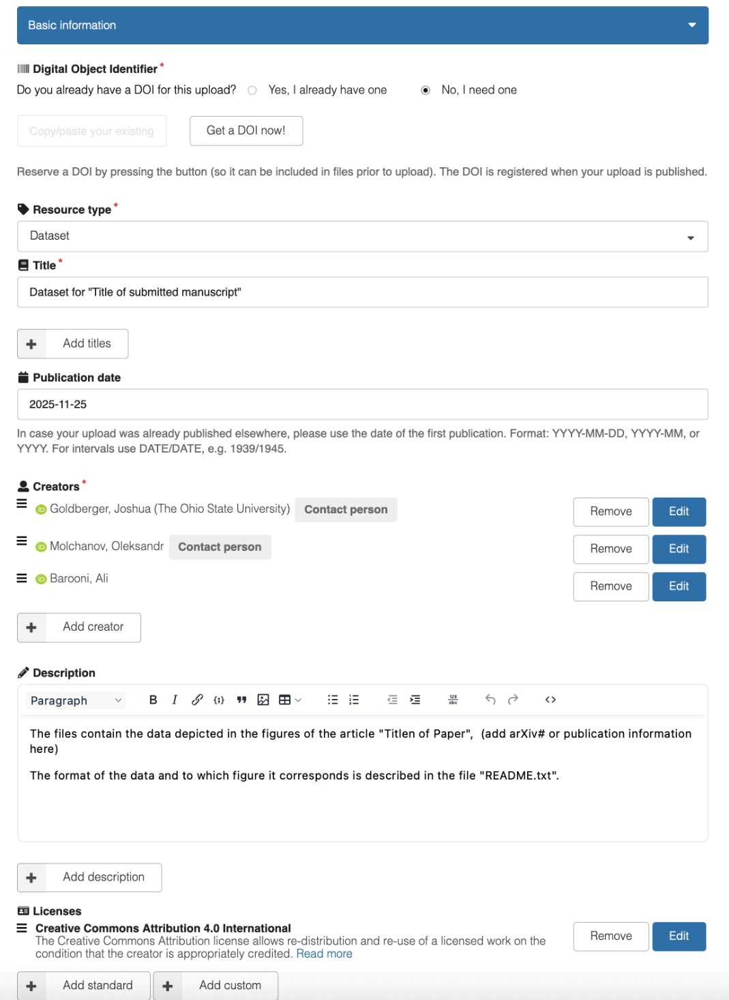 Basic information
Digital Object Identifier *
Do you already have a DOI for this upload? Yes, I already have one No, I need one
Copy/paste your existing Get a DOI now!
Reserve a DOI by pressing the button (so it can be included in files prior to upload). The DOI is registered when your upload is published.
Resource type *
Dataset
Title *
Dataset for "Title of submitted manuscript"
Add titles
Publication date
2025-11-25
In case your upload was already published elsewhere, please use the date of the first publication. Format: YYYY-MM-DD, YYYY-MM, or
YYYY. For intervals use DATE/DATE, e.g. 1939/1945.
Creators *
iD Goldberger, Joshua (The Ohio State University) Contact person Remove Edit
iD Molchanov, Oleksandr Contact person Remove Edit
iD Barooni, Ali Remove Edit
Add creator
Description
Paragraph B I 123 abc
The files contain the data depicted in the figures of the article "Titlen of Paper", (add arXiv# or publication information
here)
The format of the data and to which figure it corresponds is described in the file "README.txt".
Add description
Licenses
Creative Commons Attribution 4.0 International Remove Edit
The Creative Commons Attribution license allows re-distribution and re-use of a licensed work on the
condition that the creator is appropriately credited. Read more
Add standard Add custom